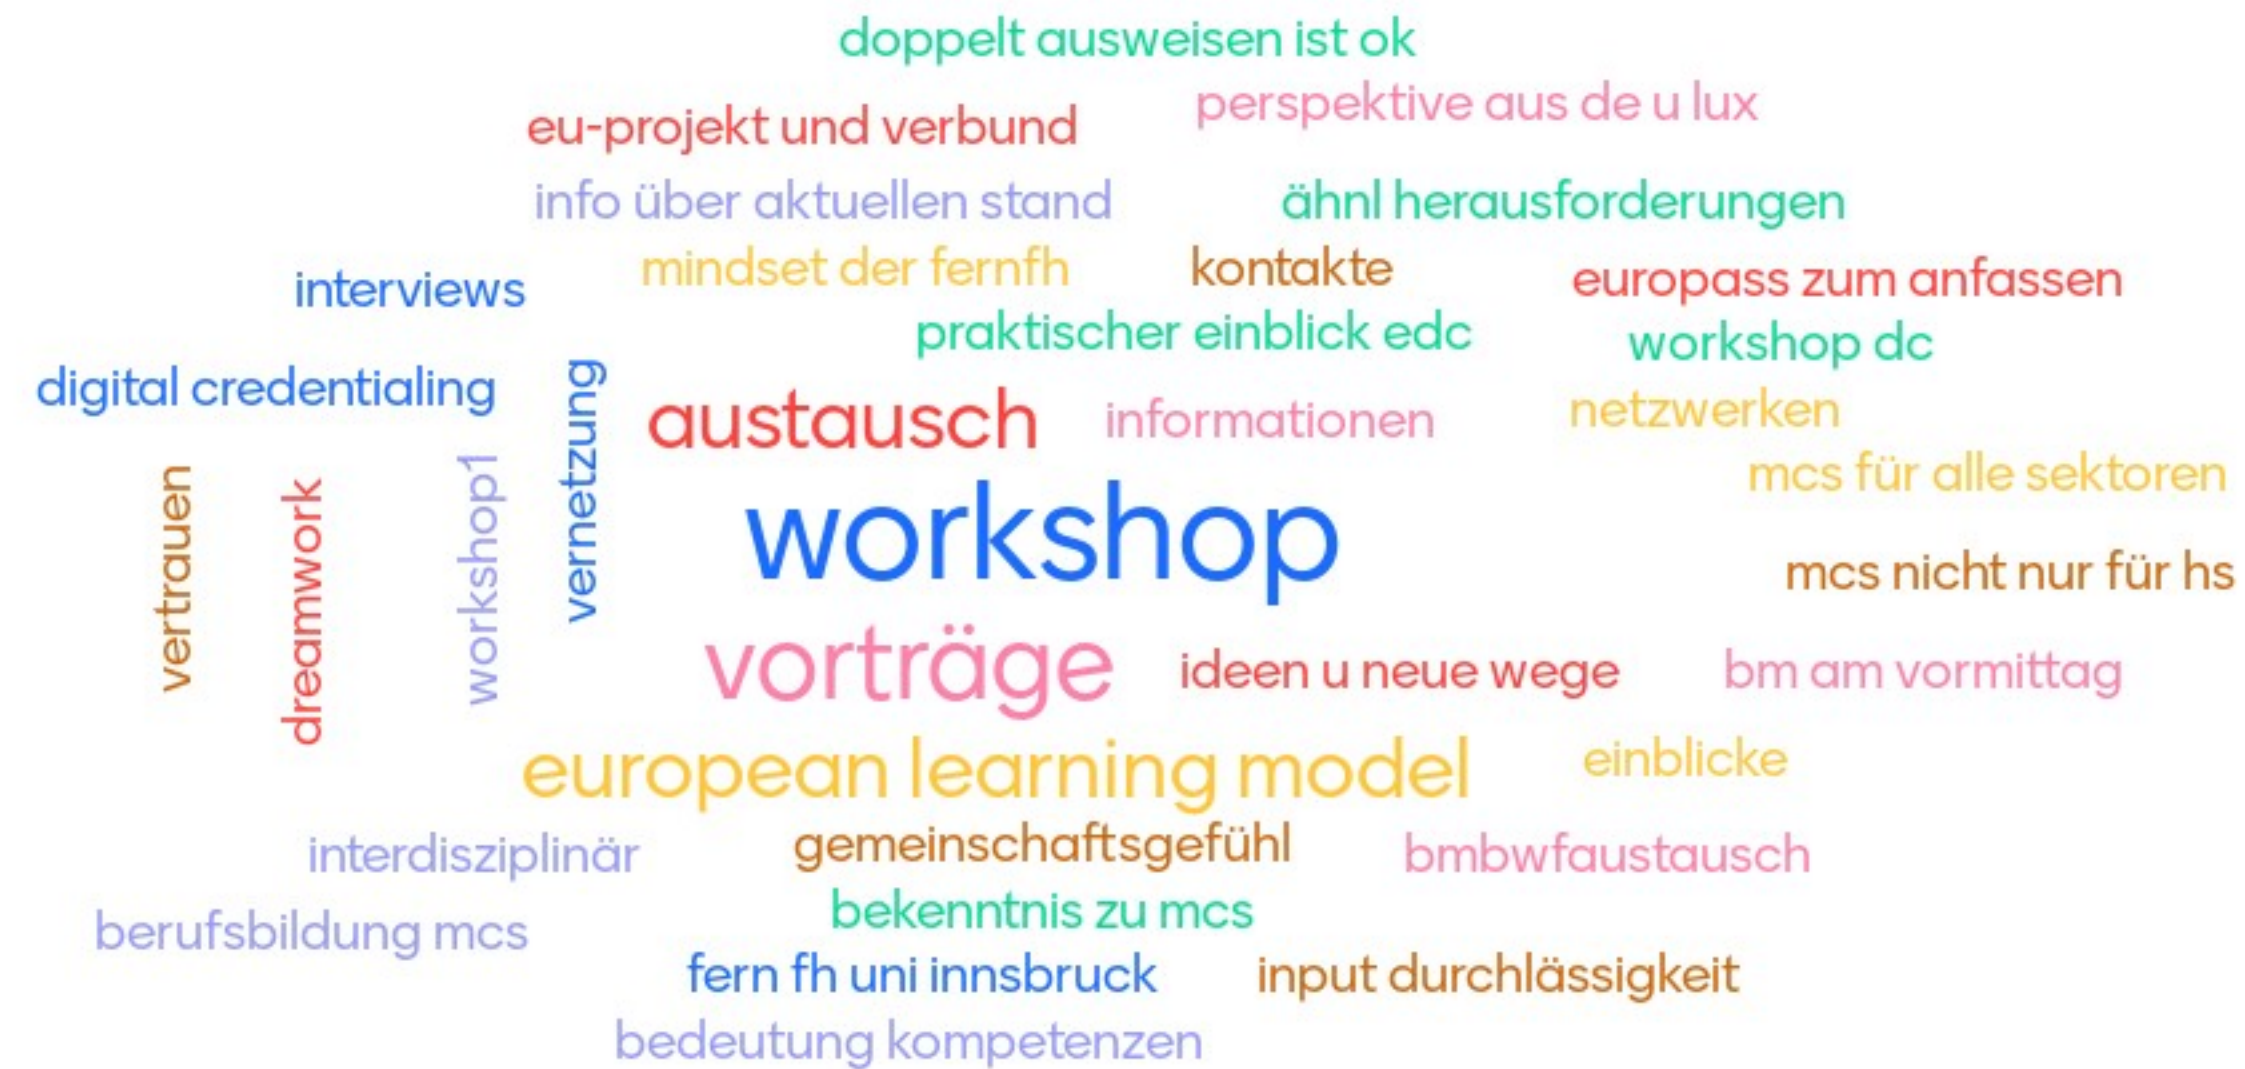 doppelt ausweisen ist ok
perspektive aus de u lux
eu-projekt und verbund
info über aktuellen stand
ähnl herausforderungen
mindset der fernfh
kontakte
europass zum anfassen
interviews
praktischer einblick edc
workshop dc
digital credentialing
vernetzung
austausch
informationen
netzwerken
mcs für alle sektoren
vertrauen
dreamwork
workshop1
workshop
mcs nicht nur für hs
vorträge
ideen u neue wege
bm am vormittag
european learning model
einblicke
interdisziplinär
gemeinschaftsgefühl
bmbwfaustausch
berufsbildung mcs
bekenntnis zu mcs
fern fh uni innsbruck
input durchlässigkeit
bedeutung kompetenzen